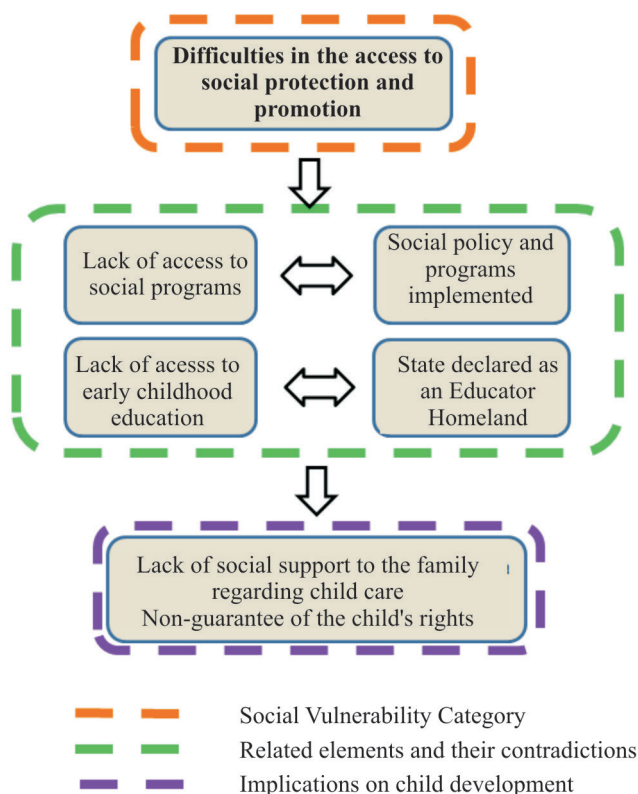 Difficulties in the access to
social protection and
promotion
Lack of access to
social programs
Social policy and
programs
implemented
Lack of acesss to
early childhood
education
State declared as
an Educator
Homeland
Lack of social support to the family
regarding child care
Non-guarantee of the child's rights
Social Vulnerability Category
Related elements and their contradictions
Implications on child development